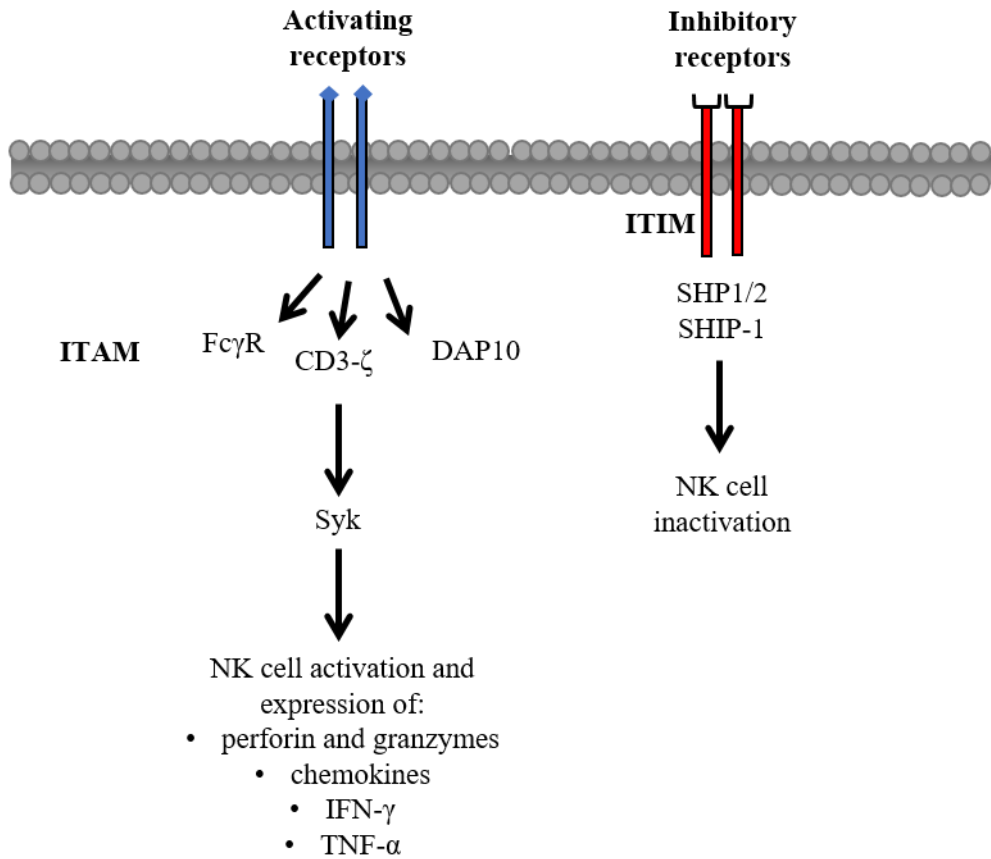 Activating
receptors
Inhibitory
receptors
ITIM
SHP1/2
SHIP-1
ITAM
FcγR
CD3-ζ
DAP10
NK cell
inactivation
Syk
NK cell activation and
expression of:
• perforin and granzymes
• chemokines
• IFN-γ
• TNF-α